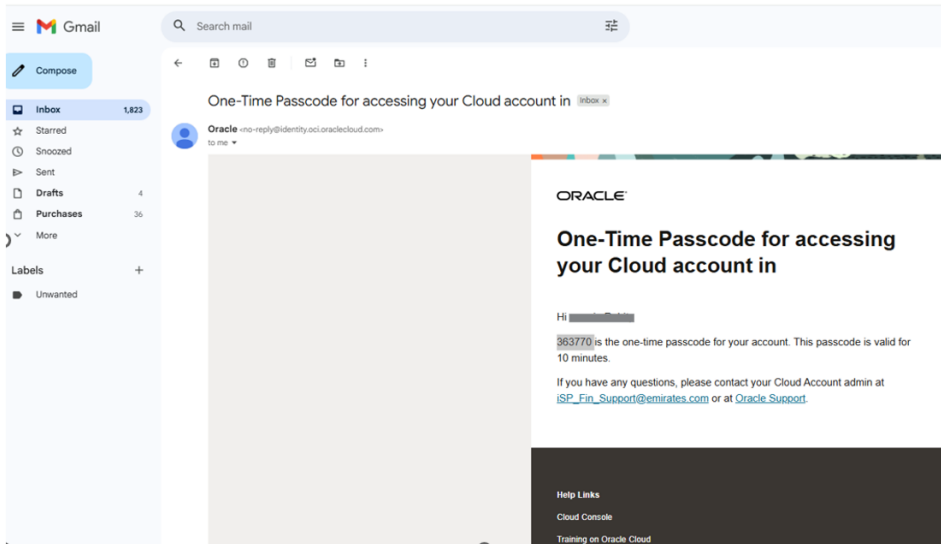 Gmail
Search mail
Compose
Inbox 1,823
Starred
Snoozed
Sent
Drafts 4
Purchases 36
More
Labels +
Unwanted
One-Time Passcode for accessing your Cloud account in Inbox x
Oracle <no-reply@identity.oci.oraclecloud.com>
to me
ORACLE
One-Time Passcode for accessing
your Cloud account in
Hi
363770 is the one-time passcode for your account. This passcode is valid for
10 minutes.
If you have any questions, please contact your Cloud Account admin at
iSP_Fin_Support@emirates.com or at Oracle Support.
Help Links
Cloud Console
Training on Oracle Cloud